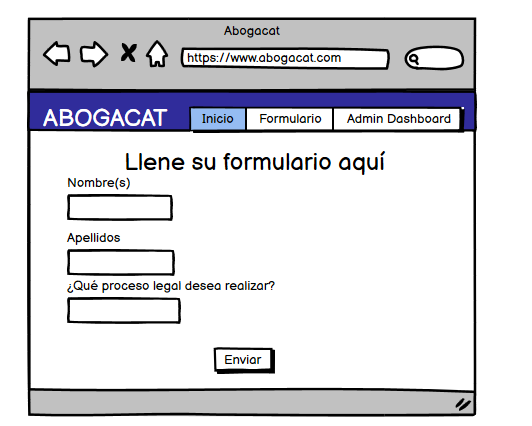 Abogacat
https://www.abogacat.com
ABOGACAT
Inicio
Formulario
Admin Dashboard
Llene su formulario aquí
Nombre(s)
Apellidos
¿Qué proceso legal desea realizar?
Enviar